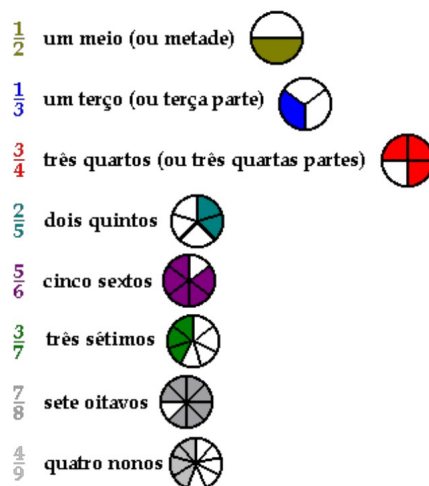 1/2 um meio (ou metade)
1/3 um terço (ou terça parte)
3/4 três quartos (ou três quartas partes)
2/5 dois quintos
5/6 cinco sextos
3/7 três sétimos
7/8 sete oitavos
4/9 quatro nonos